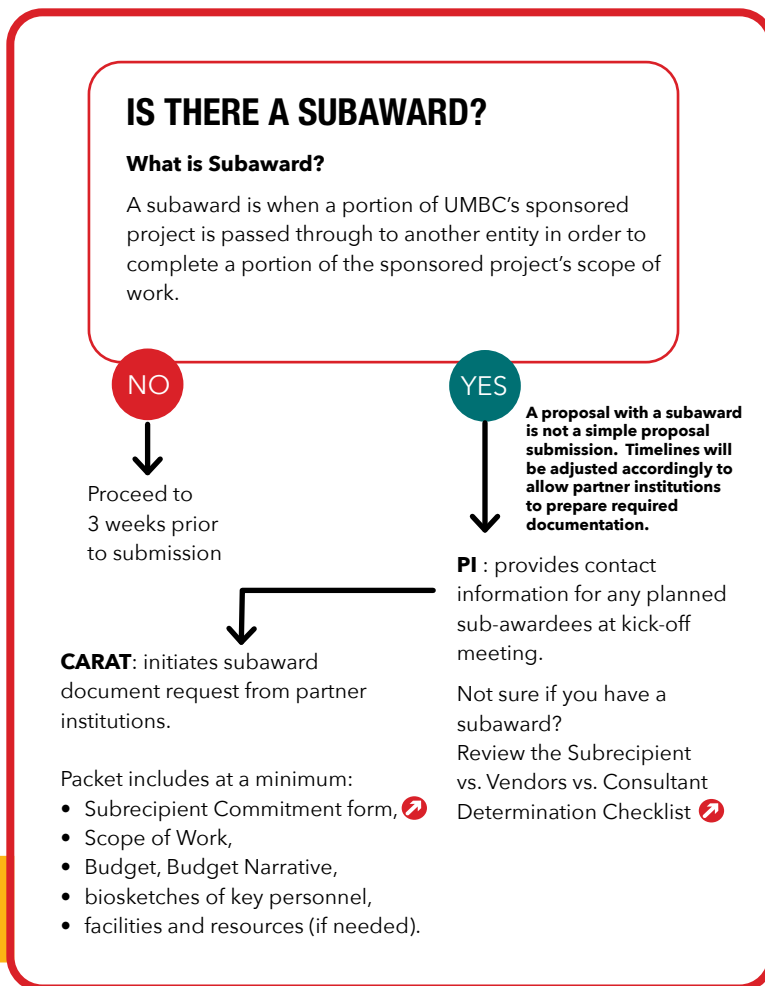 IS THERE A SUBAWARD?
What is Subaward?
A subaward is when a portion of UMBC’s sponsored
project is passed through to another entity in order to
complete a portion of the sponsored project’s scope of
work.
NO
Proceed to
3 weeks prior
to submission
YES
A proposal with a subaward
is not a simple proposal
submission.  Timelines will
be adjusted accordingly to
allow partner institutions
to prepare required
documentation.
PI : provides contact
information for any planned
sub-awardees at kick-off
meeting.
Not sure if you have a
subaward?
Review the Subrecipient
vs. Vendors vs. Consultant
Determination Checklist
CARAT: initiates subaward
document request from partner
institutions.
Packet includes at a minimum:
• Subrecipient Commitment form,
• Scope of Work,
• Budget, Budget Narrative,
• biosketches of key personnel,
• facilities and resources (if needed).